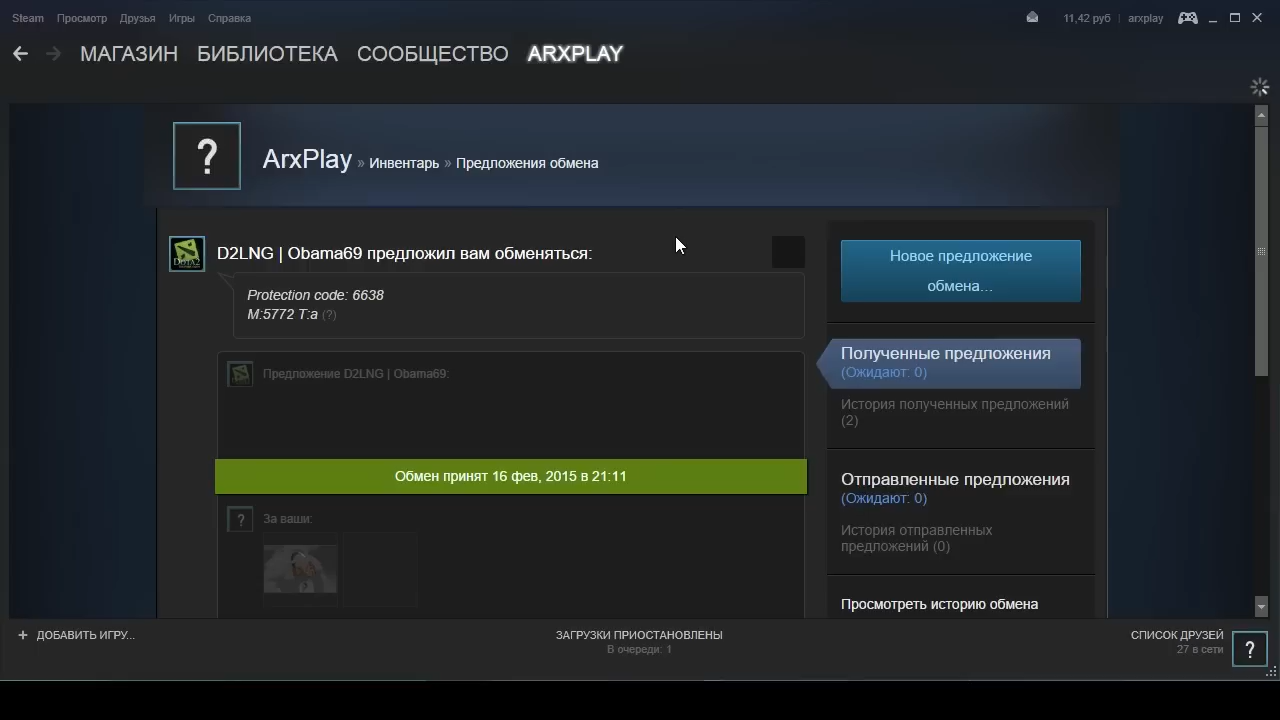 Steam Просмотр Друзья Игры Справка
11,42 руб arxplay
МАГАЗИН БИБЛИОТЕКА СООБЩЕСТВО ARXPLAY
?
ArxPlay » Инвентарь » Предложения обмена
D2LNG | Obama69 предложил вам обменяться:
Protection code: 6638
M:5772 T:a (?)
Предложение D2LNG | Obama69:
Обмен принят 16 фев, 2015 в 21:11
? За ваши:
Новое предложение
обмена...
Полученные предложения
(Ожидают: 0)
История полученных предложений
(2)
Отправленные предложения
(Ожидают: 0)
История отправленных
предложений (0)
Просмотреть историю обмена
+ ДОБАВИТЬ ИГРУ...
ЗАГРУЗКИ ПРИОСТАНОВЛЕНЫ
В очереди: 1
СПИСОК ДРУЗЕЙ
27 в сети
?